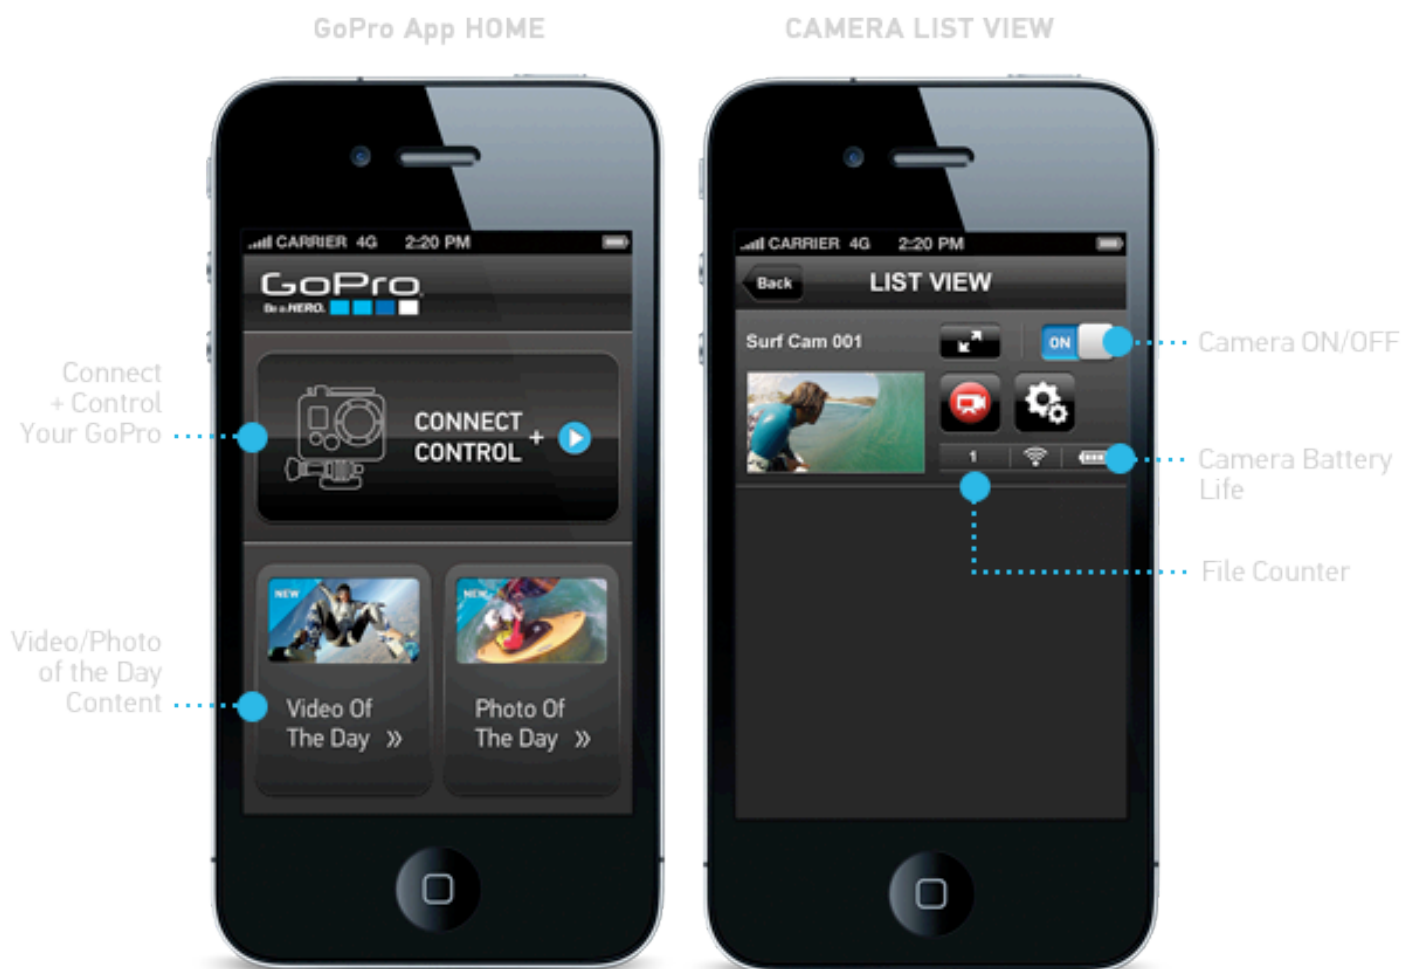 GoPro App HOME
CAMERA LIST VIEW
CARRIER 4G 2:20 PM
GoPro
Be a HERO.
Connect
+ Control
Your GoPro
CONNECT +
CONTROL
NEW
NEW
Video/Photo
of the Day
Content
Video Of
The Day »
Photo Of
The Day »
CARRIER 4G 2:20 PM
Back
LIST VIEW
Surf Cam 001
ON
1
Camera ON/OFF
Camera Battery
Life
File Counter